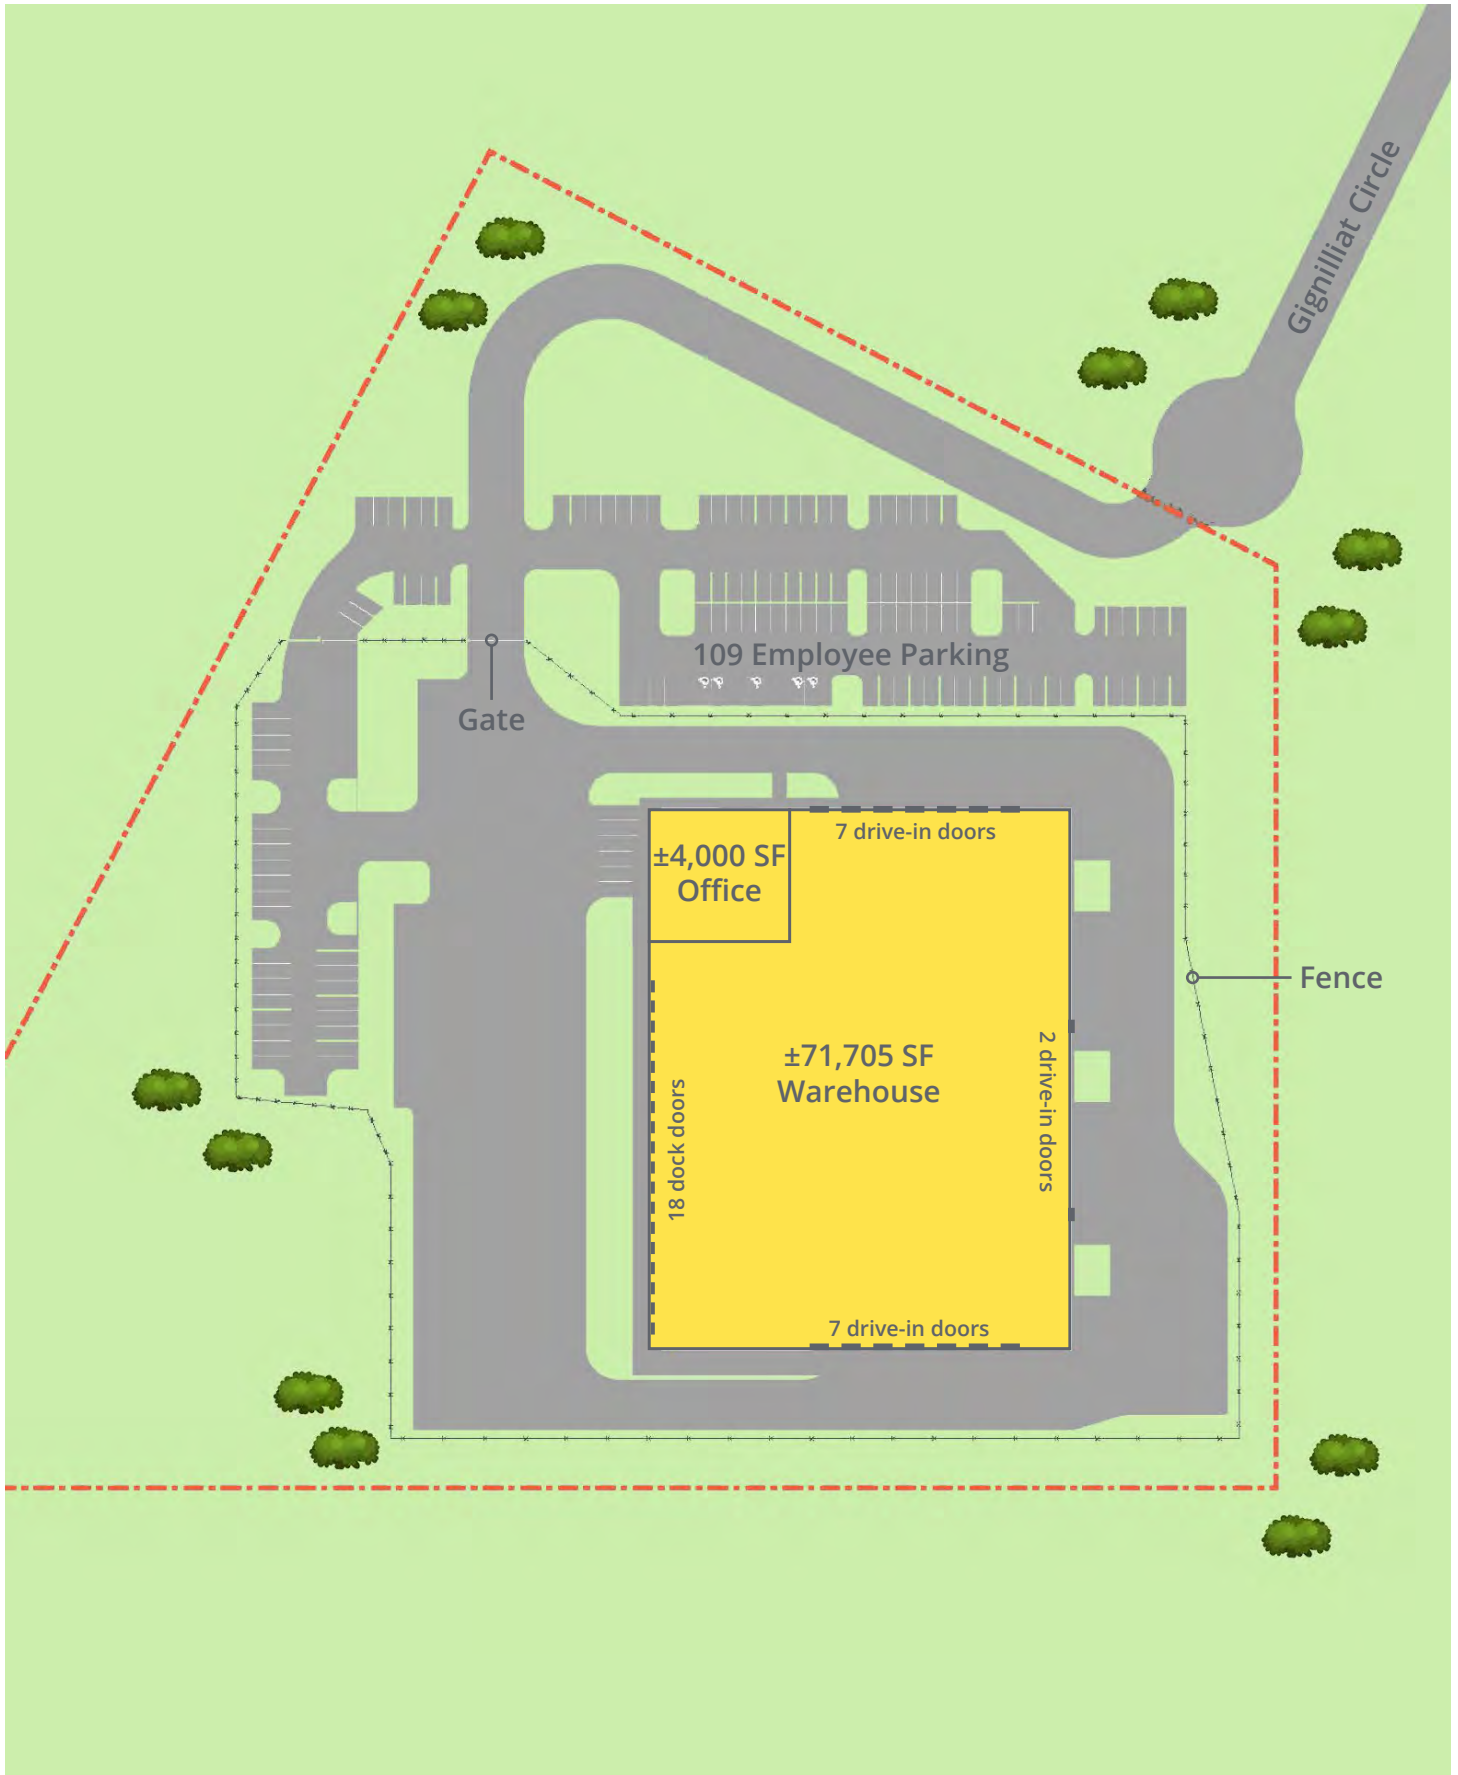 Gignilliat Circle
109 Employee Parking
Gate
7 drive-in doors
±4,000 SF
Office
Fence
±71,705 SF
Warehouse
2 drive-in doors
18 dock doors
7 drive-in doors